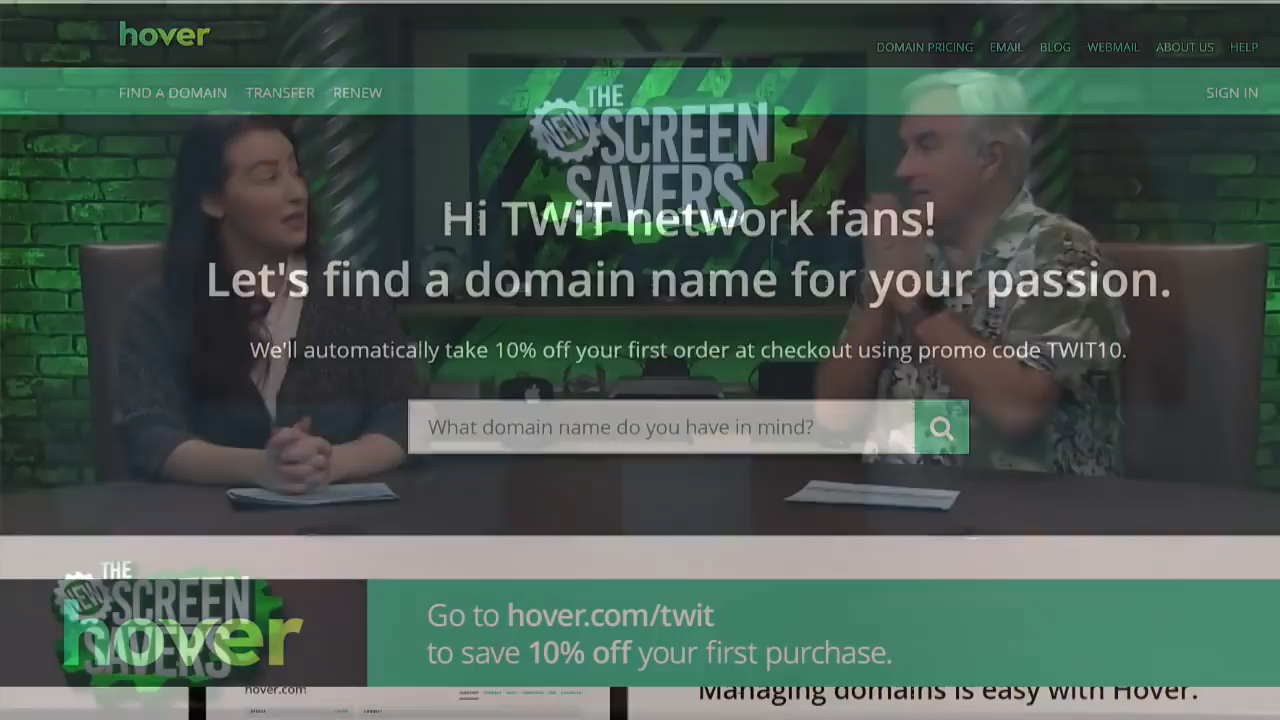 hover
DOMAIN PRICING EMAIL BLOG WEBMAIL ABOUT US HELP
FIND A DOMAIN TRANSFER RENEW SIGN IN
THE
NEW SCREEN
SAVERS
Hi TWiT network fans!
Let's find a domain name for your passion.
We'll automatically take 10% off your first order at checkout using promo code TWIT10.
What domain name do you have in mind?
THE
NEW SCREEN
SAVERS
hover
Go to hover.com/twit
to save 10% off your first purchase.
hover.com
Managing domains is easy with Hover.